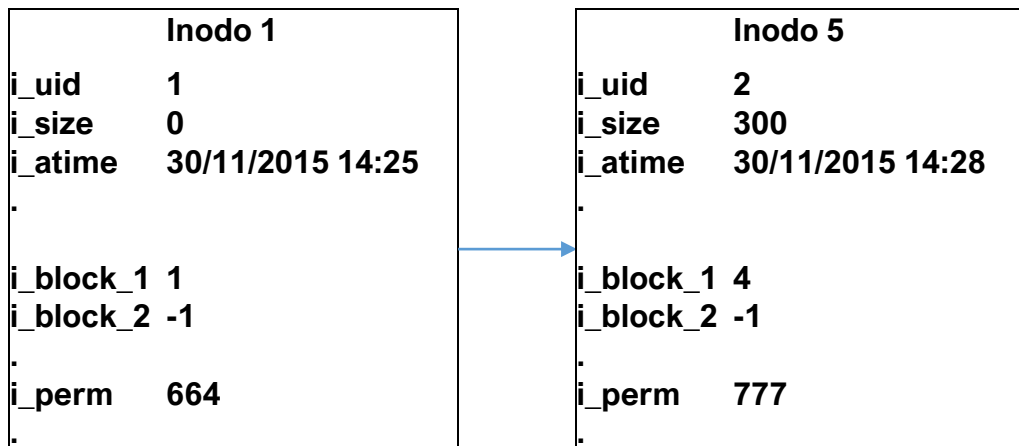 Inodo 1
i_uid 1
i_size 0
i_atime 30/11/2015 14:25
.
i_block_1 1
i_block_2 -1
.
i_perm 664
.
Inodo 5
i_uid 2
i_size 300
i_atime 30/11/2015 14:28
.
i_block_1 4
i_block_2 -1
.
i_perm 777
.